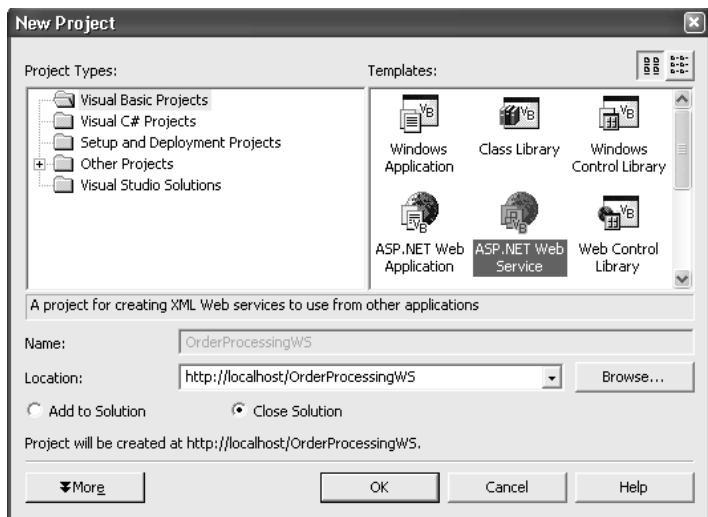 New Project
Project Types:
Templates:
Visual Basic Projects
Visual C# Projects
Setup and Deployment Projects
Other Projects
Visual Studio Solutions
Windows
Application
Class Library
Windows
Control Library
ASP.NET Web
Application
ASP.NET Web
Service
Web Control
Library
A project for creating XML Web services to use from other applications
Name:
OrderProcessingWS
Location:
http://localhost/OrderProcessingWS
Browse...
Add to Solution
Close Solution
Project will be created at http://localhost/OrderProcessingWS.
More
OK
Cancel
Help